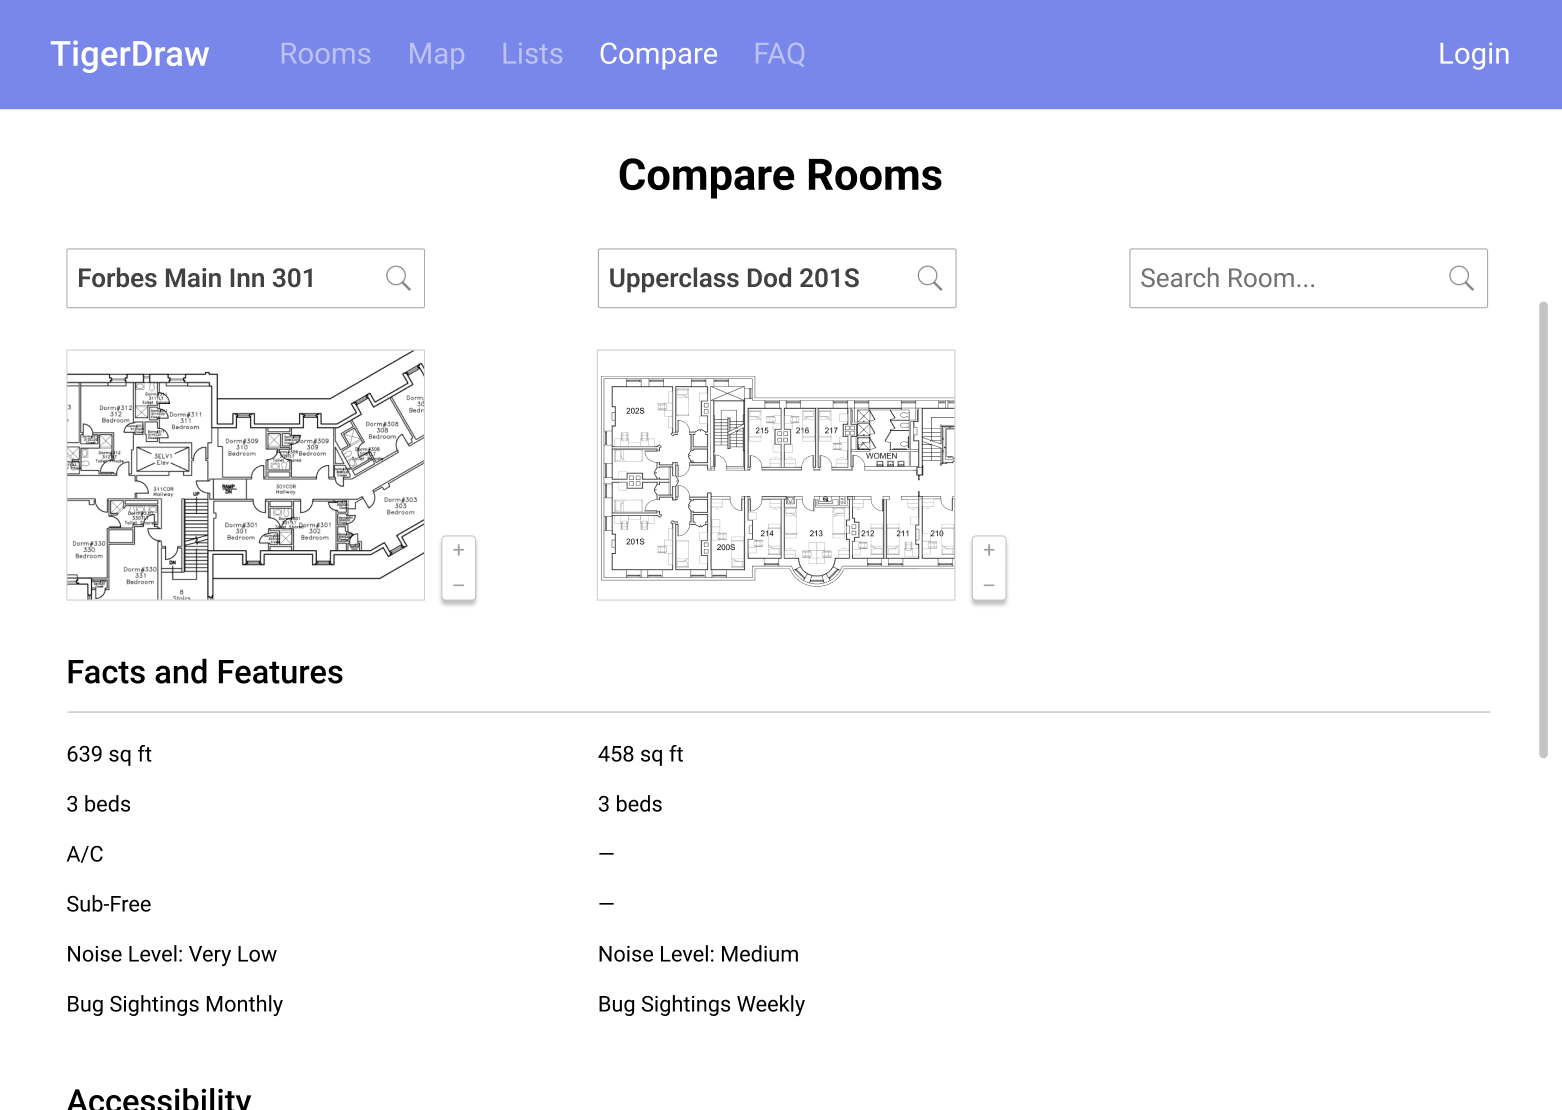 TigerDraw Rooms Map Lists Compare FAQ Login
Compare Rooms
Forbes Main Inn 301
Upperclass Dod 201S
Search Room...
3
Dorm#312
312
Bedroom
Dorm#311
311
Bedroom
Dorm#309
310
Bedroom
Dorm#309
309
Bedroom
Dorm#308
308
Bedroom
3ELV1
Elev
311COR
Hallway
UP
RAMP
DN
301COR
Hallway
Dorm#303
303
Bedroom
Dorm#301
301
Bedroom
Dorm#301
302
Bedroom
Dorm#330
330
Bedroom
Dorm#330
331
Bedroom
DN
8
Stairs
+
−
202S
215
216
217
WOMEN
201S
200S
214
213
212
211
210
+
−
Facts and Features
639 sq ft
458 sq ft
3 beds
3 beds
A/C
—
Sub-Free
—
Noise Level: Very Low
Noise Level: Medium
Bug Sightings Monthly
Bug Sightings Weekly
Accessibility